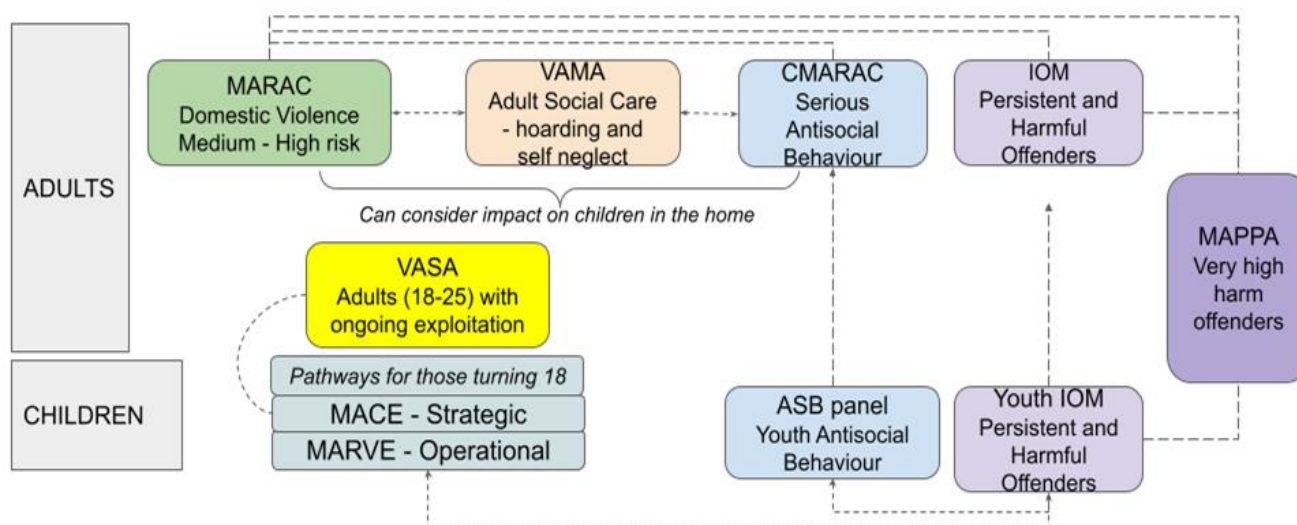 MARAC
Domestic Violence
Medium - High risk
VAMA
Adult Social Care
- hoarding and
self neglect
CMARAC
Serious
Antisocial
Behaviour
IOM
Persistent and
Harmful
Offenders
ADULTS
Can consider impact on children in the home
MAPPA
Very high
harm
offenders
VASA
Adults (18-25) with
ongoing exploitation
CHILDREN
Pathways for those turning 18
MACE - Strategic
MARVE - Operational
ASB panel
Youth Antisocial
Behaviour
Youth IOM
Persistent and
Harmful
Offenders